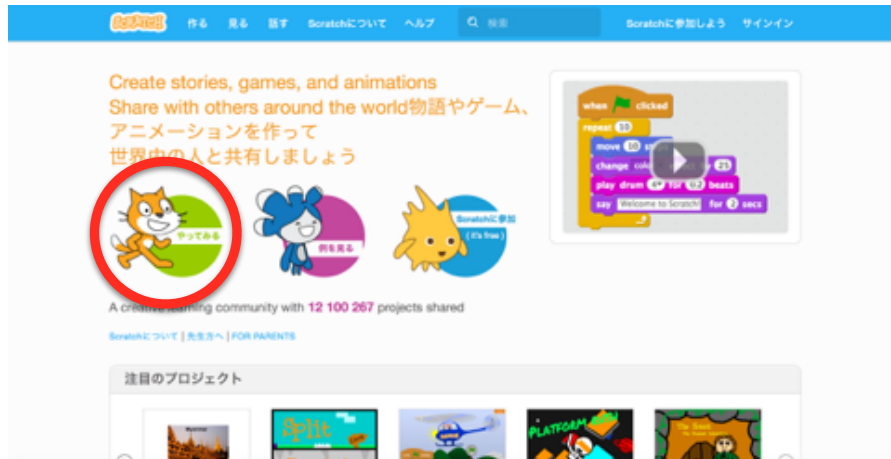 SCRATCH 作る 見る 話す Scratchについて ヘルプ 検索 Scratchに参加しよう サインイン
Create stories, games, and animations
Share with others around the world物語やゲーム、
アニメーションを作って
世界中の人と共有しましょう
when clicked
repeat 10
move 10
change by 25
play drum 4 for 0.2 beats
say Welcome to Scratch! for 2 secs
やってみる
例を見る
Scratchに参加
(it's free)
A creative learning community with 12 100 267 projects shared
Scratchについて | 先生方へ | FOR PARENTS
注目のプロジェクト
Myanmar
Split
PLATFORM